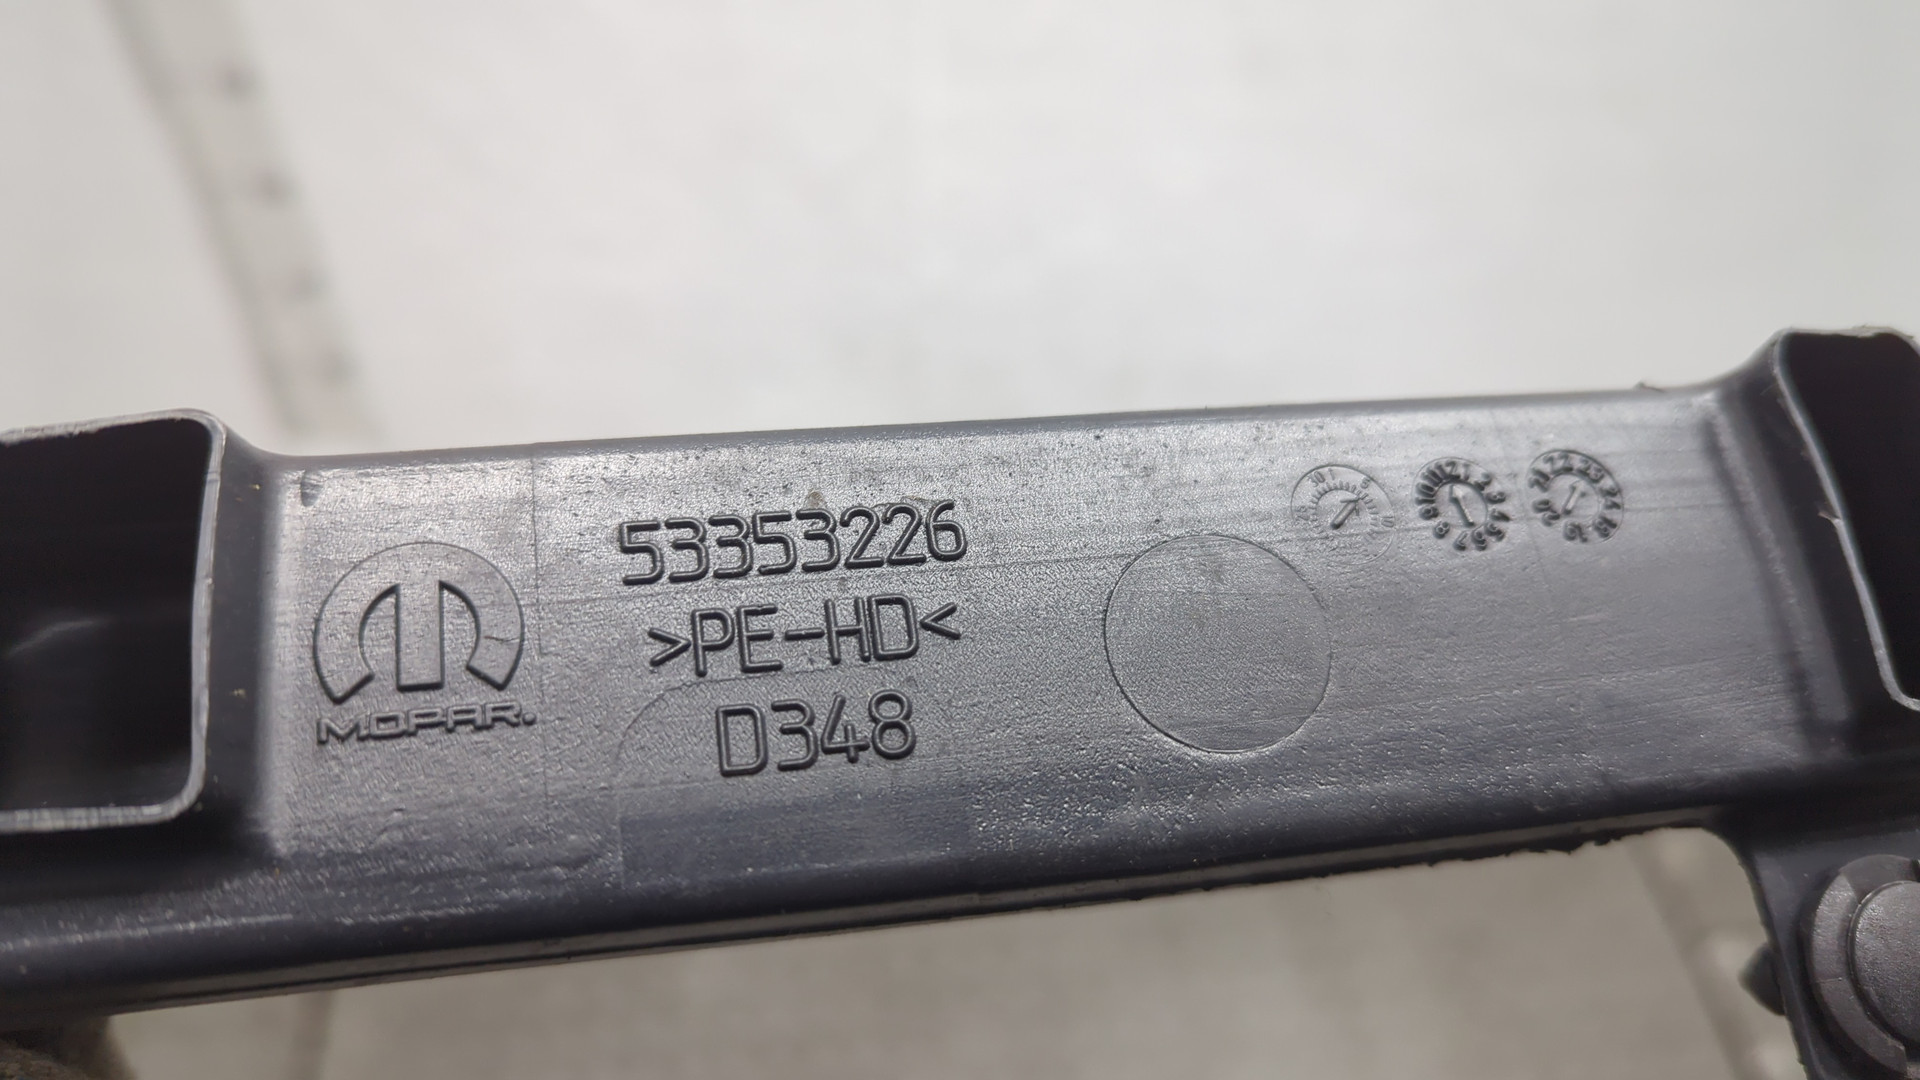 53353226
>PE-HD<
D348
MOPAR.